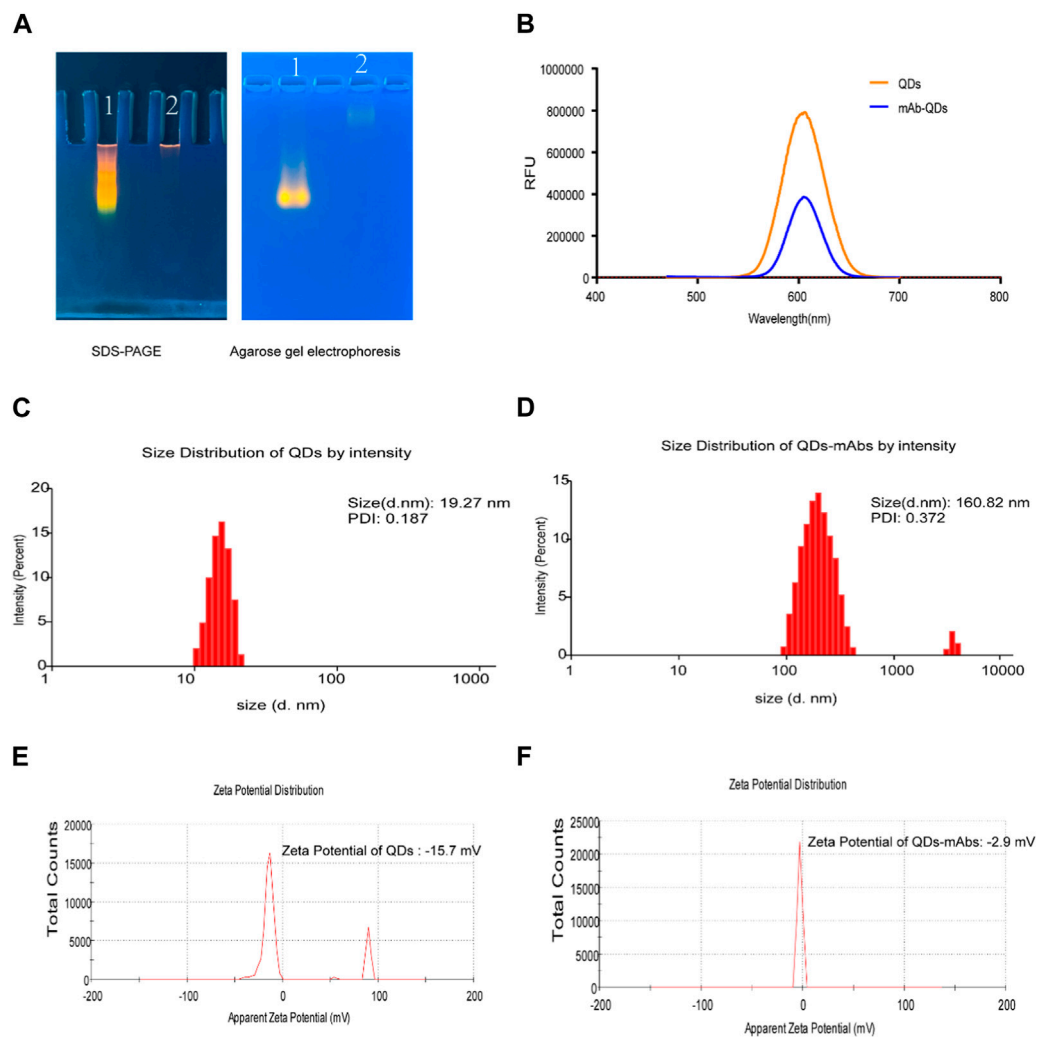 A
1
2
1
2
SDS-PAGE
Agarose gel electrophoresis
B
1000000
800000
600000
400000
200000
0
RFU
400
500
600
700
800
Wavelength(nm)
QDs
mAb-QDs
C
Size Distribution of QDs by intensity
Size(d.nm): 19.27 nm
PDI: 0.187
20
15
10
5
0
Intensity (Percent)
1
10
100
1000
size (d. nm)
D
Size Distribution of QDs-mAbs by intensity
Size(d.nm): 160.82 nm
PDI: 0.372
15
10
5
0
Intensity (Percent)
1
10
100
1000
10000
size (d. nm)
E
Zeta Potential Distribution
Zeta Potential of QDs : -15.7 mV
20000
15000
10000
5000
0
Total Counts
-200
-100
0
100
200
Apparent Zeta Potential (mV)
F
Zeta Potential Distribution
Zeta Potential of QDs-mAbs: -2.9 mV
25000
20000
15000
10000
5000
0
Total Counts
-200
-100
0
100
200
Apparent Zeta Potential (mV)